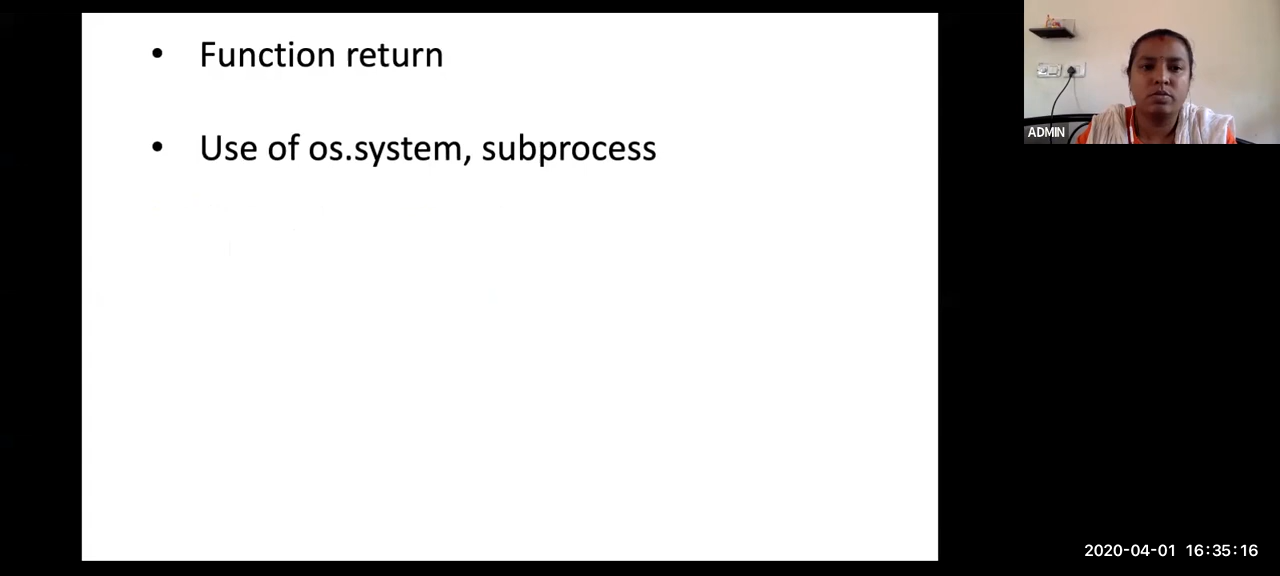 • Function return
• Use of os.system, subprocess
ADMIN
2020-04-01 16:35:16